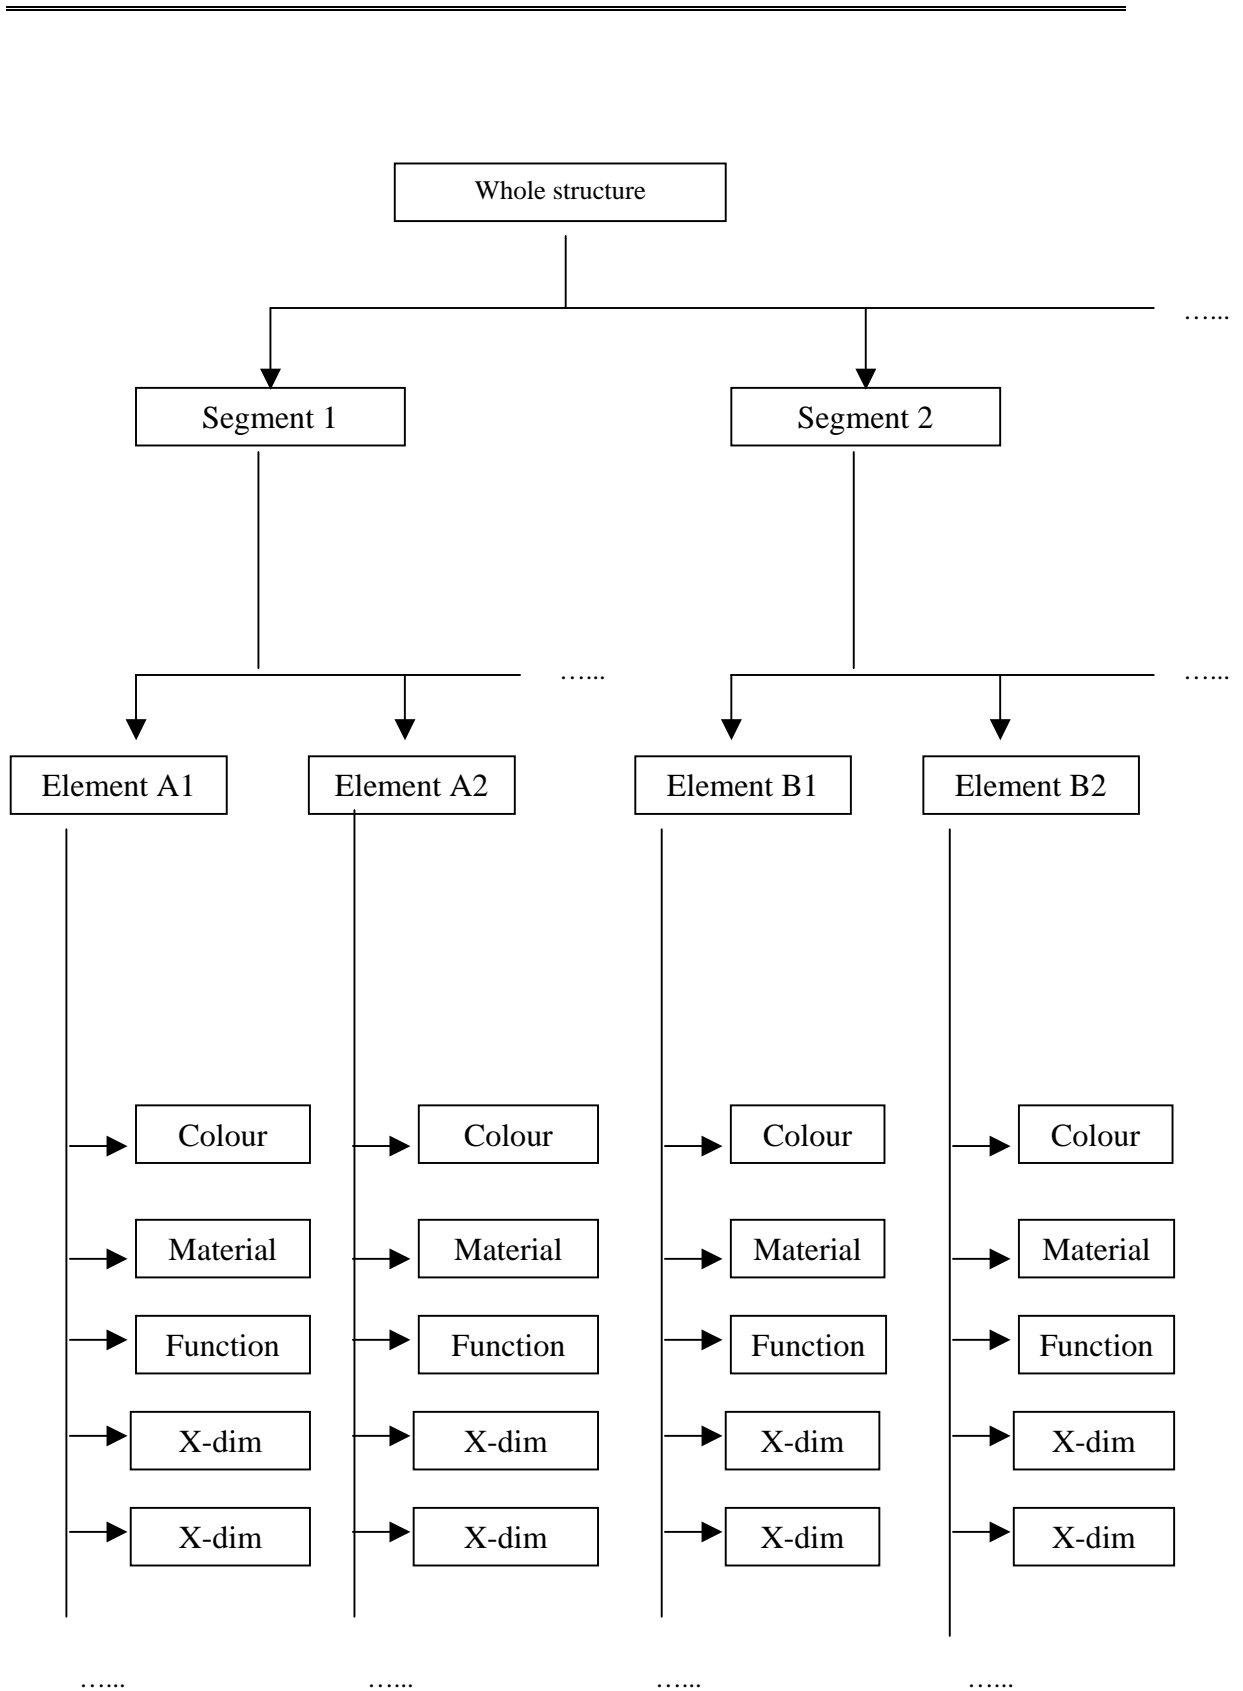 Whole structure
…...
Segment 1
Segment 2
…...
…...
Element A1
Element A2
Element B1
Element B2
Colour
Colour
Colour
Colour
Material
Material
Material
Material
Function
Function
Function
Function
X-dim
X-dim
X-dim
X-dim
X-dim
X-dim
X-dim
X-dim
…...
…...
…...
…...